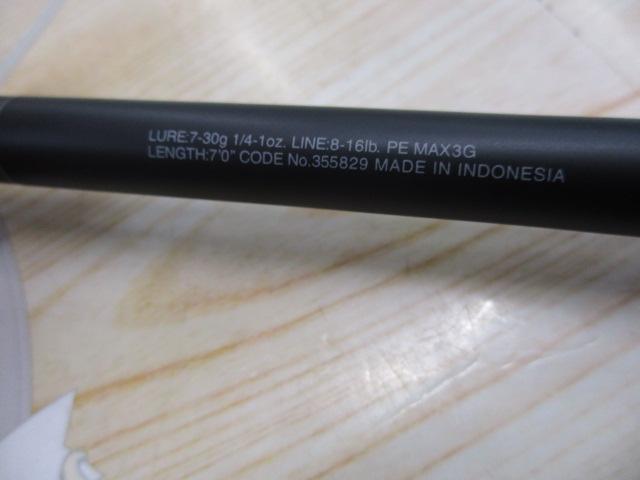 LURE:7-30g 1/4-1oz. LINE:8-16lb. PE MAX3G
LENGTH:7'0" CODE No.355829 MADE IN INDONESIA